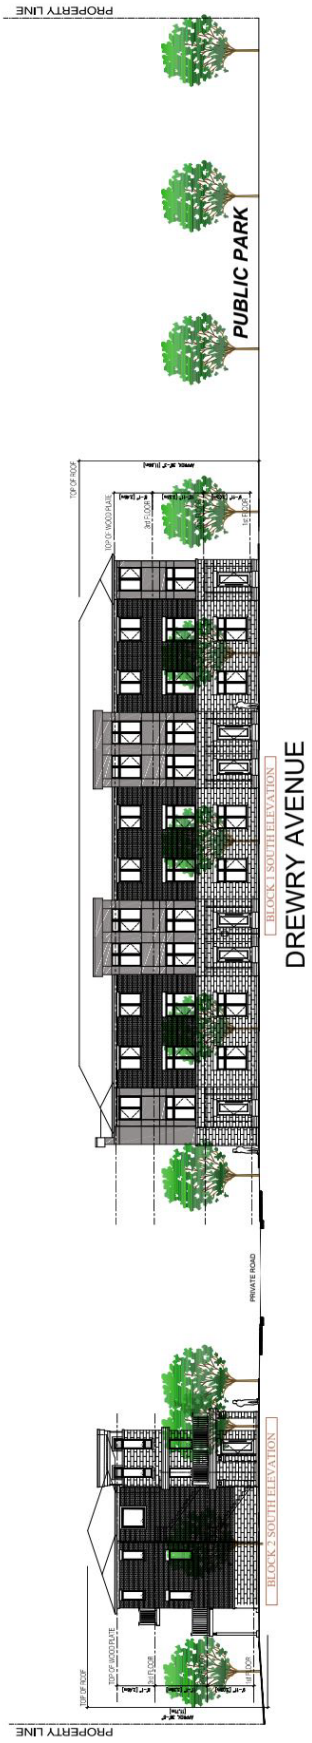 PROPERTY LINE
TOP OF ROOF
TOP OF WOOD PLATE
3rd FLOOR
1st FLOOR
BLOCK 2 SOUTH ELEVATION
PRIVATE ROAD
BLOCK 1 SOUTH ELEVATION
DREWRY AVENUE
TOP OF ROOF
TOP OF WOOD PLATE
3rd FLOOR
1st FLOOR
PUBLIC PARK
PROPERTY LINE